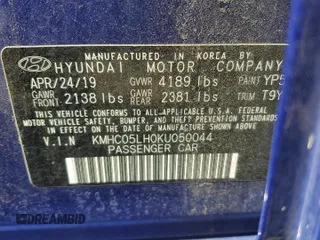 MANUFACTURED IN KOREA BY
HYUNDAI MOTOR COMPANY
APR/24/19 GVWR 4189 lbs PAINT YP5
GAWR FRONT 2138 lbs GAWR REAR 2381 lbs TRIM T9Y
THIS VEHICLE CONFORMS TO ALL APPLICABLE U.S.A. FEDERAL
MOTOR VEHICLE SAFETY, BUMPER, AND THEFT PREVENTION
STANDARDS IN EFFECT ON THE DATE OF MANUFACTURE SHOWN ABOVE.
V.I.N KMHC05LH0KU050044
PASSENGER CAR
DREAMBID